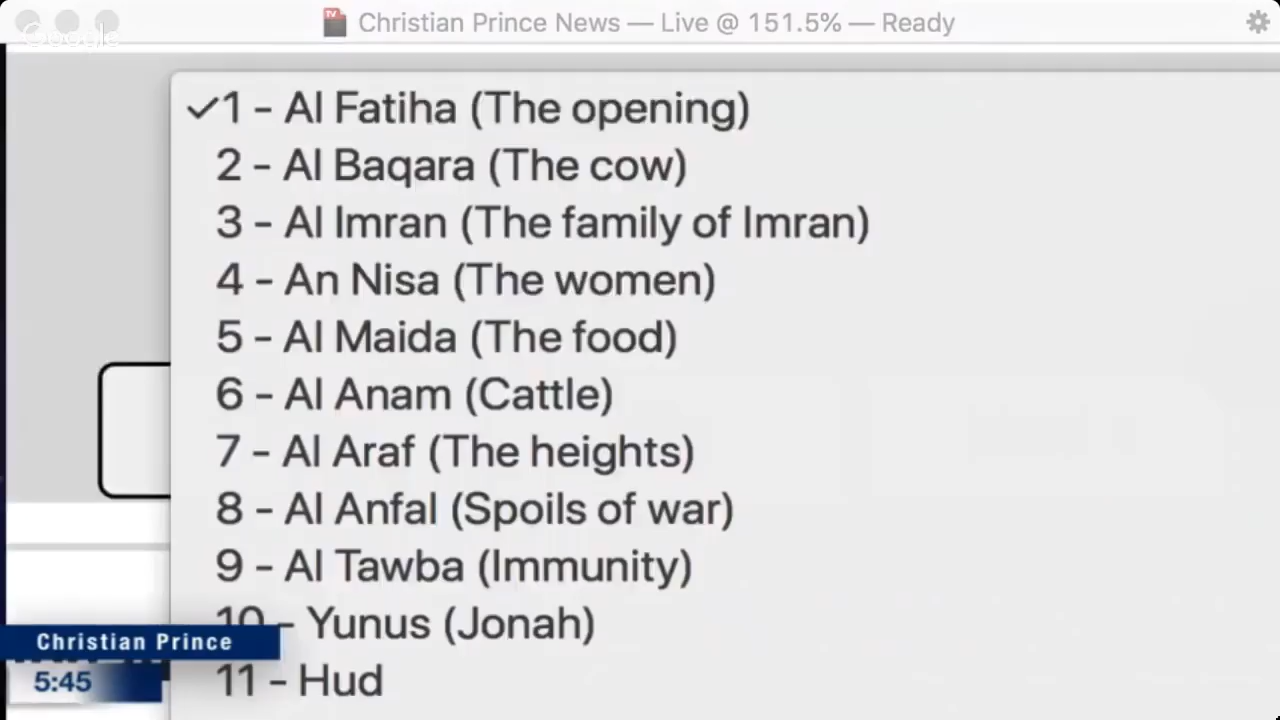 Christian Prince News — Live @ 151.5% — Ready
Google
✓1 - Al Fatiha (The opening)
2 - Al Baqara (The cow)
3 - Al Imran (The family of Imran)
4 - An Nisa (The women)
5 - Al Maida (The food)
6 - Al Anam (Cattle)
7 - Al Araf (The heights)
8 - Al Anfal (Spoils of war)
9 - Al Tawba (Immunity)
10 - Yunus (Jonah)
Christian Prince
11 - Hud
5:45